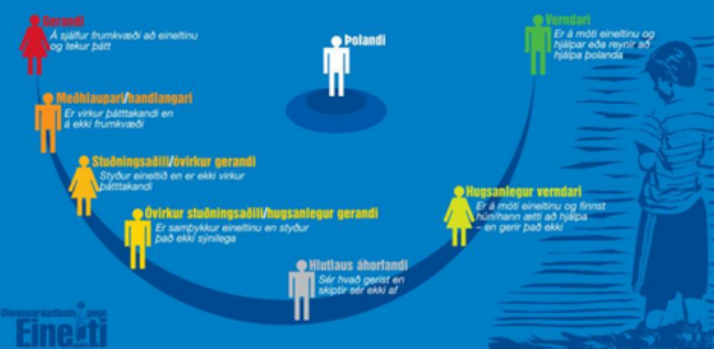 Gerandi
Á sjálfur frumkvæði að eineltinu
og tekur þátt
Meðhlaupari/handlangari
Er virkur þátttakandi en
á ekki frumkvæði
Stuðningsaðili/óvirkur gerandi
Styður eineltið en er ekki virkur
þátttakandi
Óvirkur stuðningsaðili/hugsanlegur gerandi
Er samþykkur eineltinu en styður
það ekki sýnilega
Hlutlaus áhorfandi
Sér hvað gerist en
skiptir sér ekki af
Hugsanlegur verndari
Er á móti eineltinu og finnst
hún/hann ætti að hjálpa
– en gerir það ekki
Verndari
Er á móti eineltinu og
hjálpar eða reynir að
hjálpa þolanda
Þolandi
gegn
Einelti